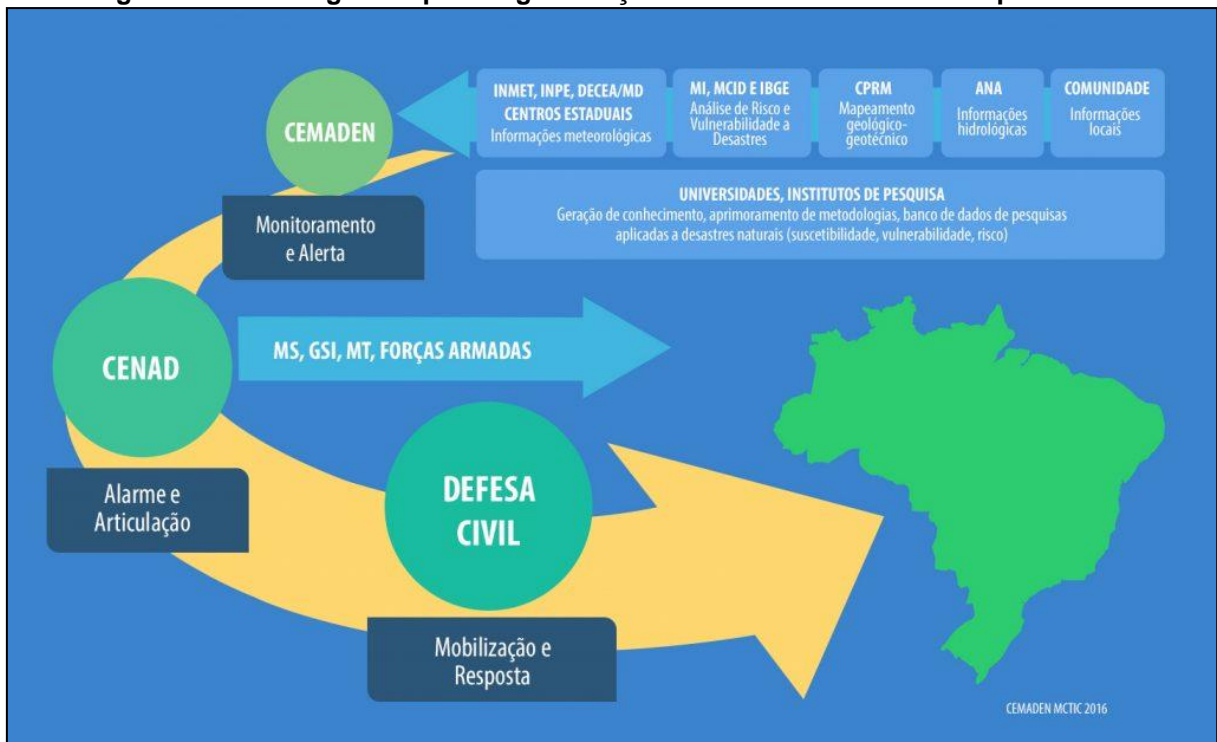 CEMADEN
Monitoramento
e Alerta
INMET, INPE, DECEA/MD
CENTROS ESTADUAIS
Informações meteorológicas
MI, MCID E IBGE
Análise de Risco e
Vulnerabilidade a
Desastres
CPRM
Mapeamento
geológico-
geotécnico
ANA
Informações
hidrológicas
COMUNIDADE
Informações
locais
UNIVERSIDADES, INSTITUTOS DE PESQUISA
Geração de conhecimento, aprimoramento de metodologias, banco de dados de pesquisas
aplicadas a desastres naturais (suscetibilidade, vulnerabilidade, risco)
CENAD
MS, GSI, MT, FORÇAS ARMADAS
Alarme e
Articulação
DEFESA
CIVIL
Mobilização e
Resposta
CEMADEN MCTIC 2016